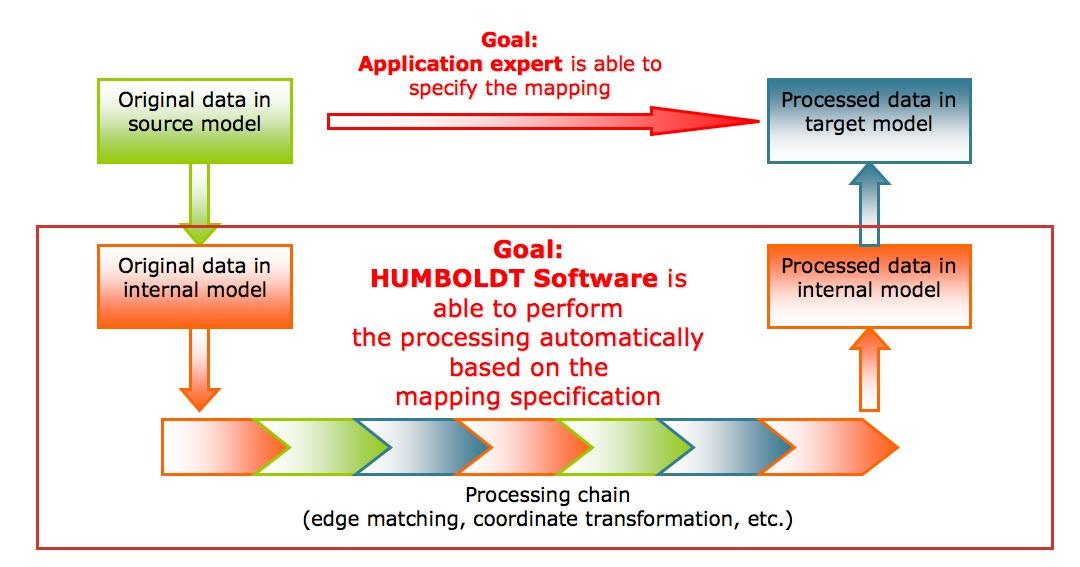 Goal:
Application expert is able to
specify the mapping
Original data in
source model
Processed data in
target model
Original data in
internal model
Goal:
HUMBOLDT Software is
able to perform
the processing automatically
based on the
mapping specification
Processed data in
internal model
Processing chain
(edge matching, coordinate transformation, etc.)